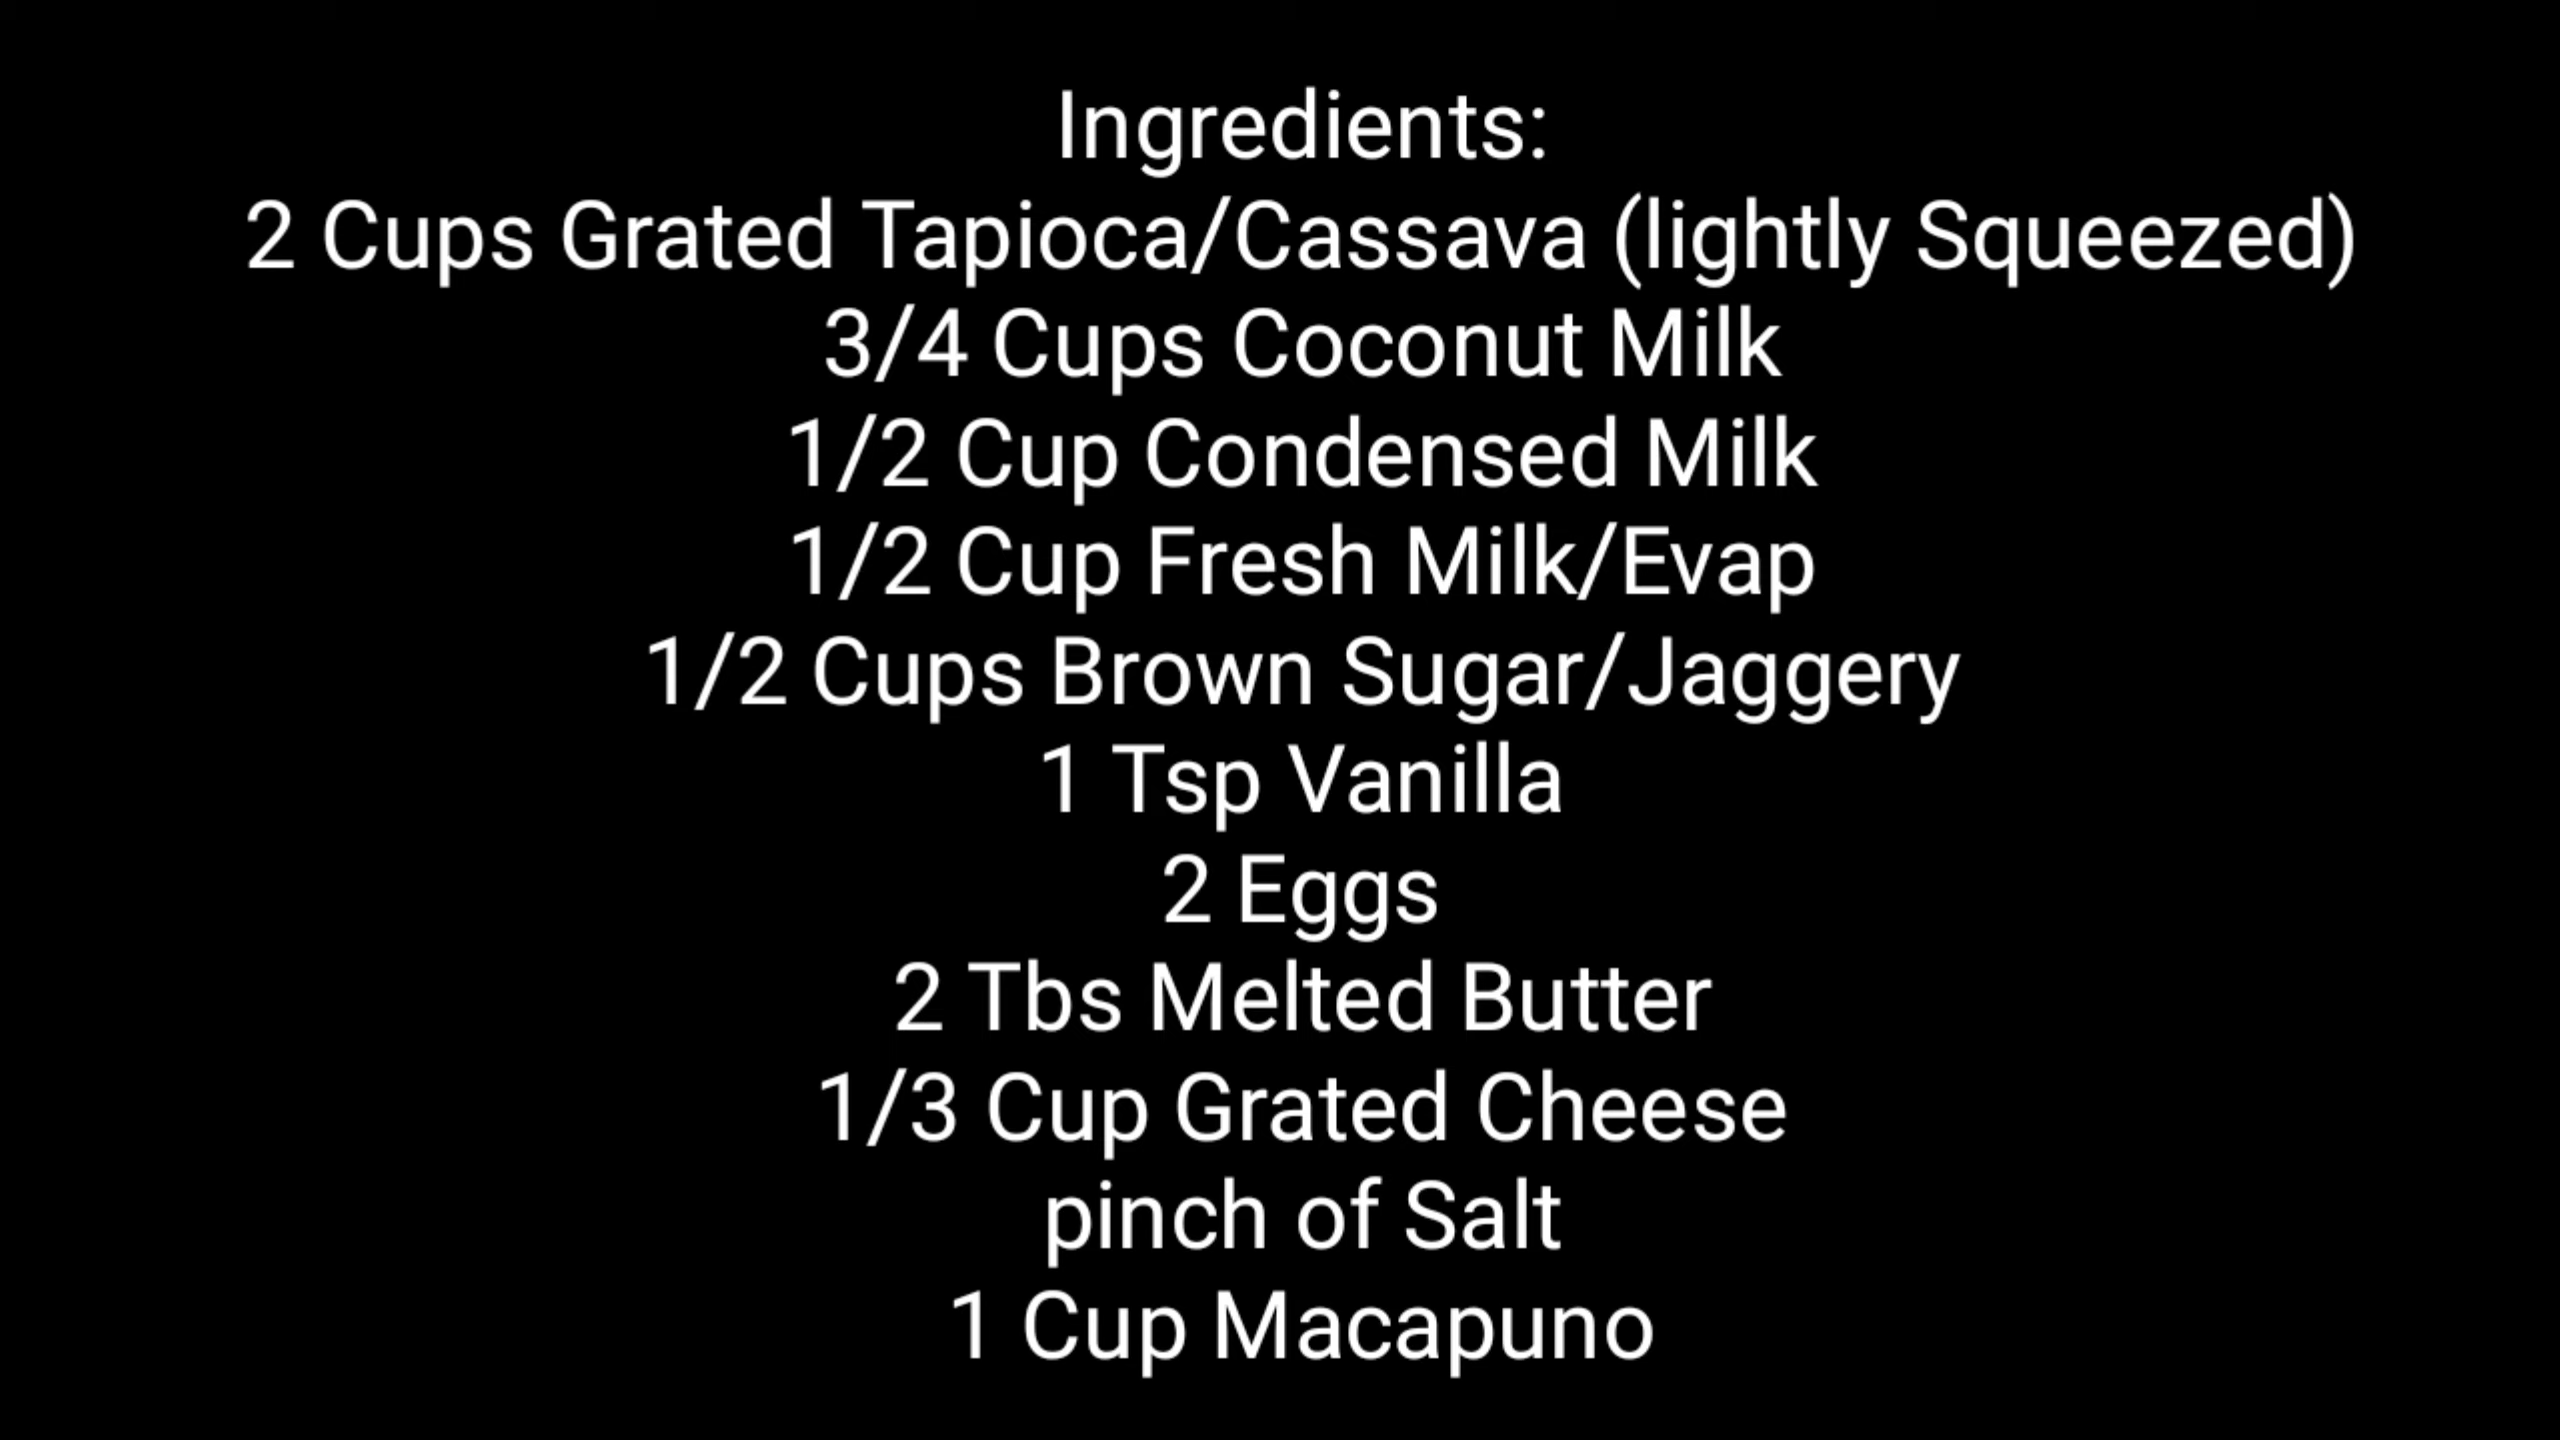 Ingredients:
2 Cups Grated Tapioca/Cassava (lightly Squeezed)
3/4 Cups Coconut Milk
1/2 Cup Condensed Milk
1/2 Cup Fresh Milk/Evap
1/2 Cups Brown Sugar/Jaggery
1 Tsp Vanilla
2 Eggs
2 Tbs Melted Butter
1/3 Cup Grated Cheese
pinch of Salt
1 Cup Macapuno